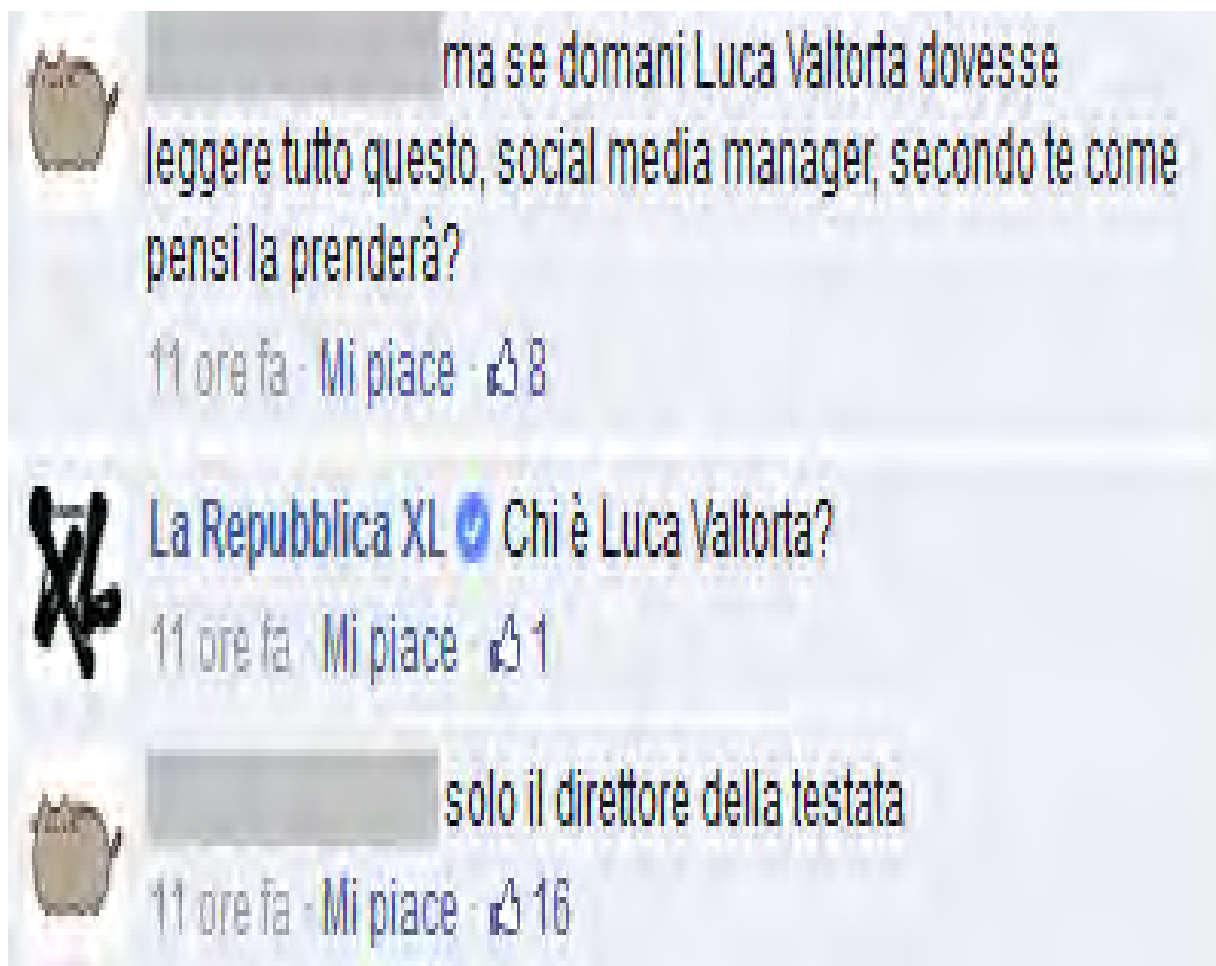 ma se domani Luca Valtorta dovesse
leggere tutto questo, social media manager, secondo te come
pensi la prenderà?
11 ore fa · Mi piace · 8
La Repubblica XL Chi è Luca Valtorta?
11 ore fa · Mi piace · 1
solo il direttore della testata
11 ore fa · Mi piace · 16